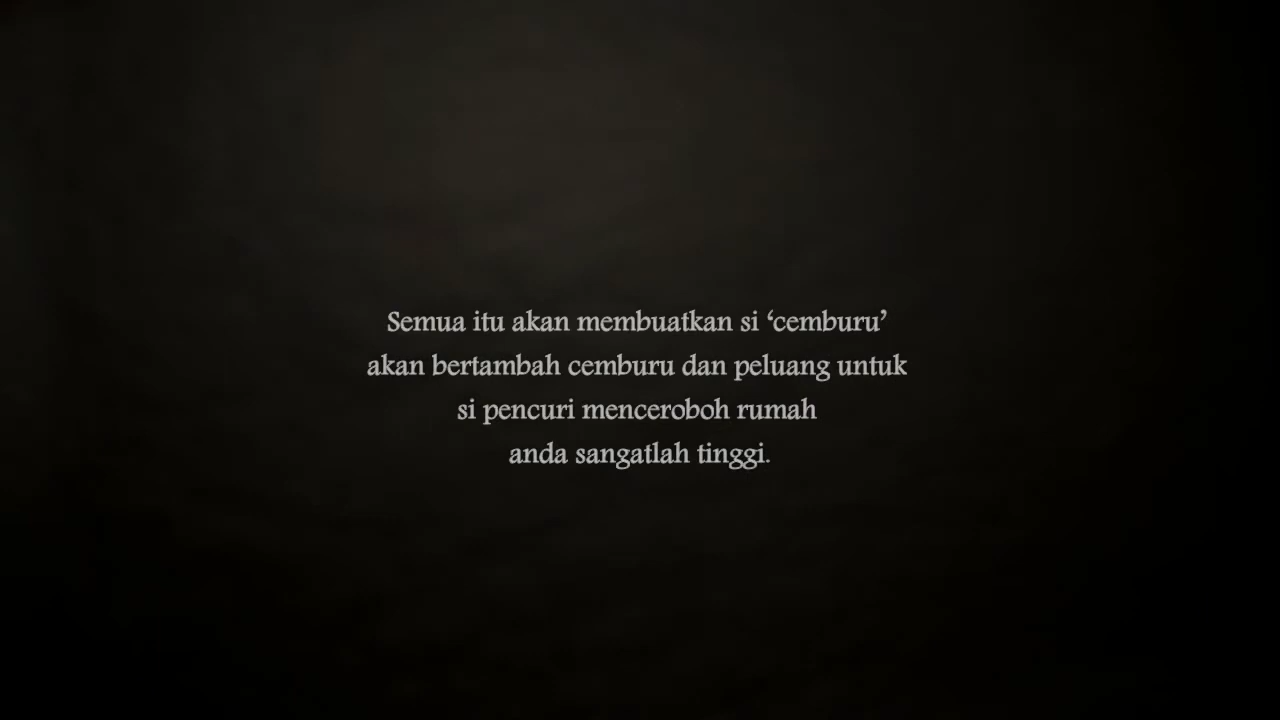 Semua itu akan membuatkan si ‘cemburu’
akan bertambah cemburu dan peluang untuk
si pencuri menceroboh rumah
anda sangatlah tinggi.